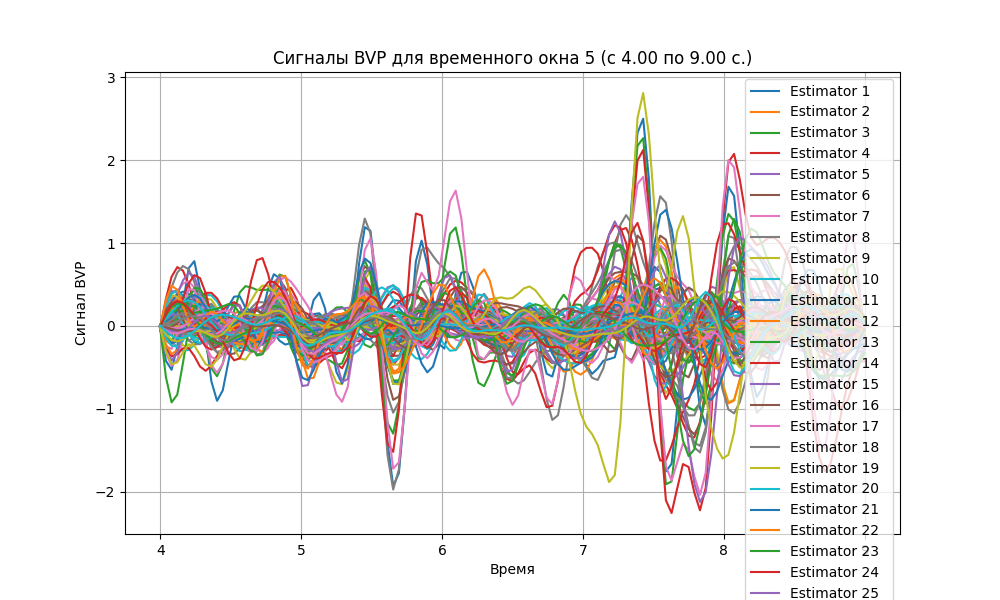 Сигналы BVP для временного окна 5 (с 4.00 по 9.00 с.)
3
2
1
0
−1
−2
Сигнал BVP
4
5
6
7
8
Время
Estimator 1
Estimator 2
Estimator 3
Estimator 4
Estimator 5
Estimator 6
Estimator 7
Estimator 8
Estimator 9
Estimator 10
Estimator 11
Estimator 12
Estimator 13
Estimator 14
Estimator 15
Estimator 16
Estimator 17
Estimator 18
Estimator 19
Estimator 20
Estimator 21
Estimator 22
Estimator 23
Estimator 24
Estimator 25